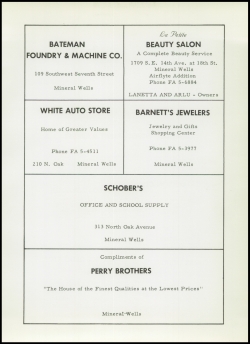 BATEMAN
FOUNDRY & MACHINE CO.
109 Southwest Seventh Street
Mineral Wells
La Petite
BEAUTY SALON
A Complete Beauty Service
1705 S.E. 14th Ave. at 18th St.
Mineral Wells
Airflyte Addition
Phone FA 5-6884
LANETTA AND ARLU - Owners
WHITE AUTO STORE
Home of Greater Values
Phone FA 5-4511
210 N. Oak Mineral Wells
BARNETT'S JEWELERS
Jewelry and Gifts
Shopping Center
Phone FA 5-3977
Mineral Wells
SCHOBER'S
OFFICE AND SCHOOL SUPPLY
313 North Oak Avenue
Mineral Wells
Compliments of
PERRY BROTHERS
"The House of the Finest Qualities at the Lowest Prices"
Mineral Wells